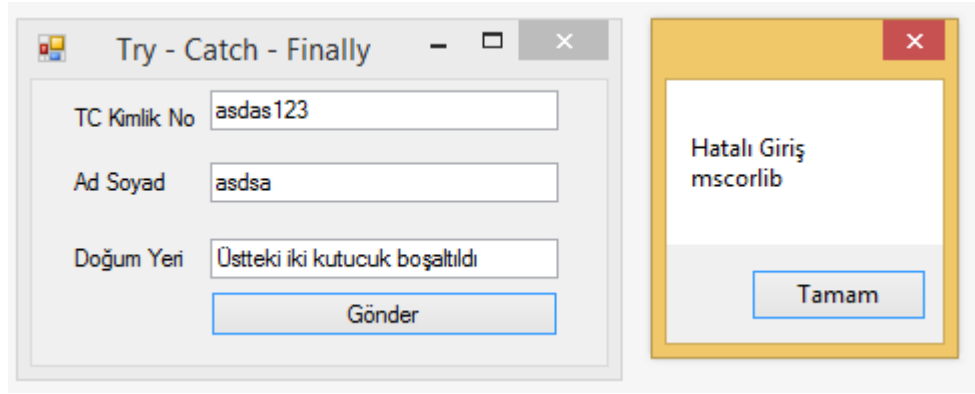 Try - Catch - Finally
TC Kimlik No
asdas123
Ad Soyad
asdsa
Doğum Yeri
Üstteki iki kutucuk boşaltıldı
Gönder
Hatalı Giriş
mscorlib
Tamam